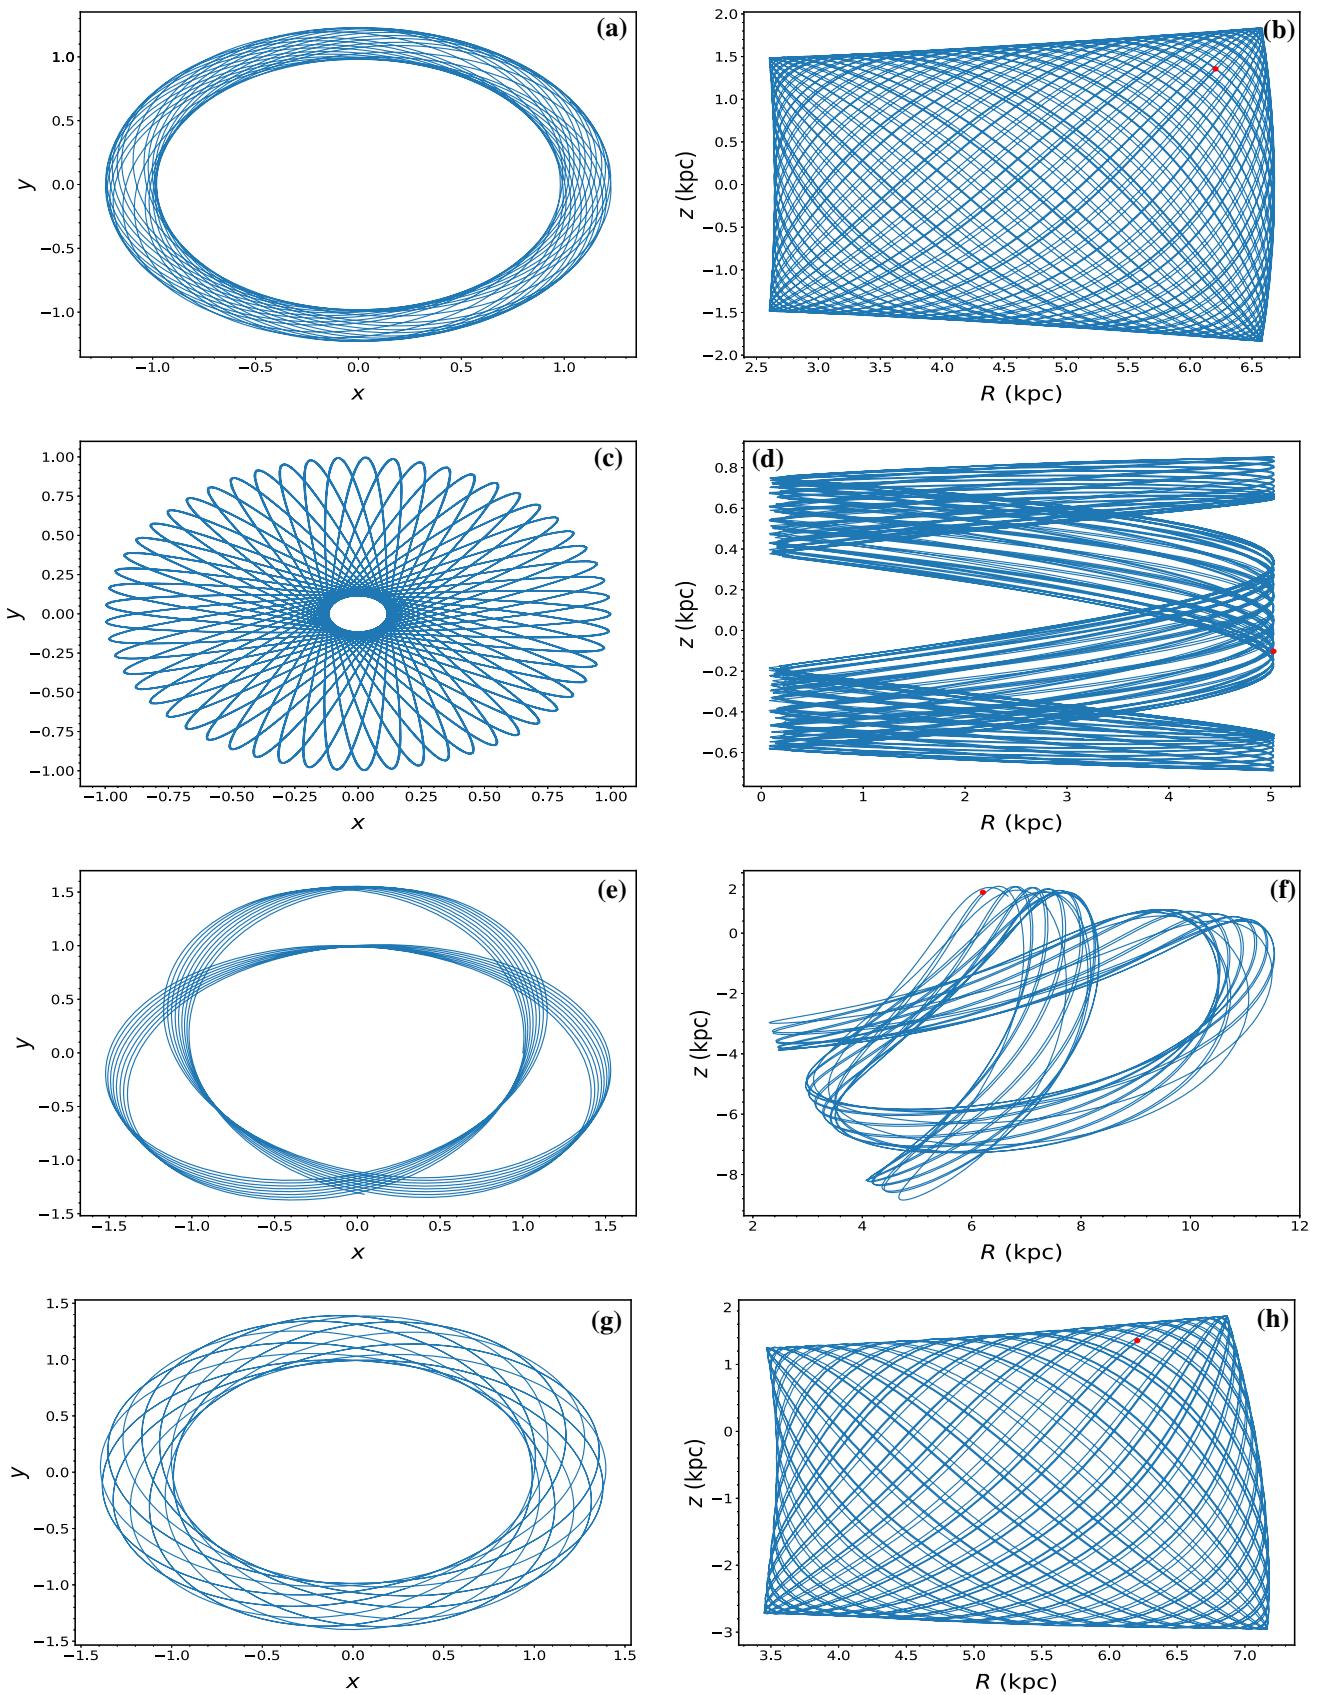 (a)
1.0
0.5
0.0
−0.5
−1.0
y
−1.0 −0.5 0.0 0.5 1.0
x
(b)
2.0
1.5
1.0
0.5
0.0
−0.5
−1.0
−1.5
−2.0
z (kpc)
2.5 3.0 3.5 4.0 4.5 5.0 5.5 6.0 6.5
R (kpc)
(c)
1.00
0.75
0.50
0.25
0.00
−0.25
−0.50
−0.75
−1.00
y
−1.00 −0.75 −0.50 −0.25 0.00 0.25 0.50 0.75 1.00
x
(d)
0.8
0.6
0.4
0.2
0.0
−0.2
−0.4
−0.6
z (kpc)
0 1 2 3 4 5
R (kpc)
(e)
1.5
1.0
0.5
0.0
−0.5
−1.0
−1.5
y
−1.5 −1.0 −0.5 0.0 0.5 1.0 1.5
x
(f)
2
0
−2
−4
−6
−8
z (kpc)
2 4 6 8 10 12
R (kpc)
(g)
1.5
1.0
0.5
0.0
−0.5
−1.0
−1.5
y
−1.5 −1.0 −0.5 0.0 0.5 1.0 1.5
x
(h)
2
1
0
−1
−2
−3
z (kpc)
3.5 4.0 4.5 5.0 5.5 6.0 6.5 7.0
R (kpc)